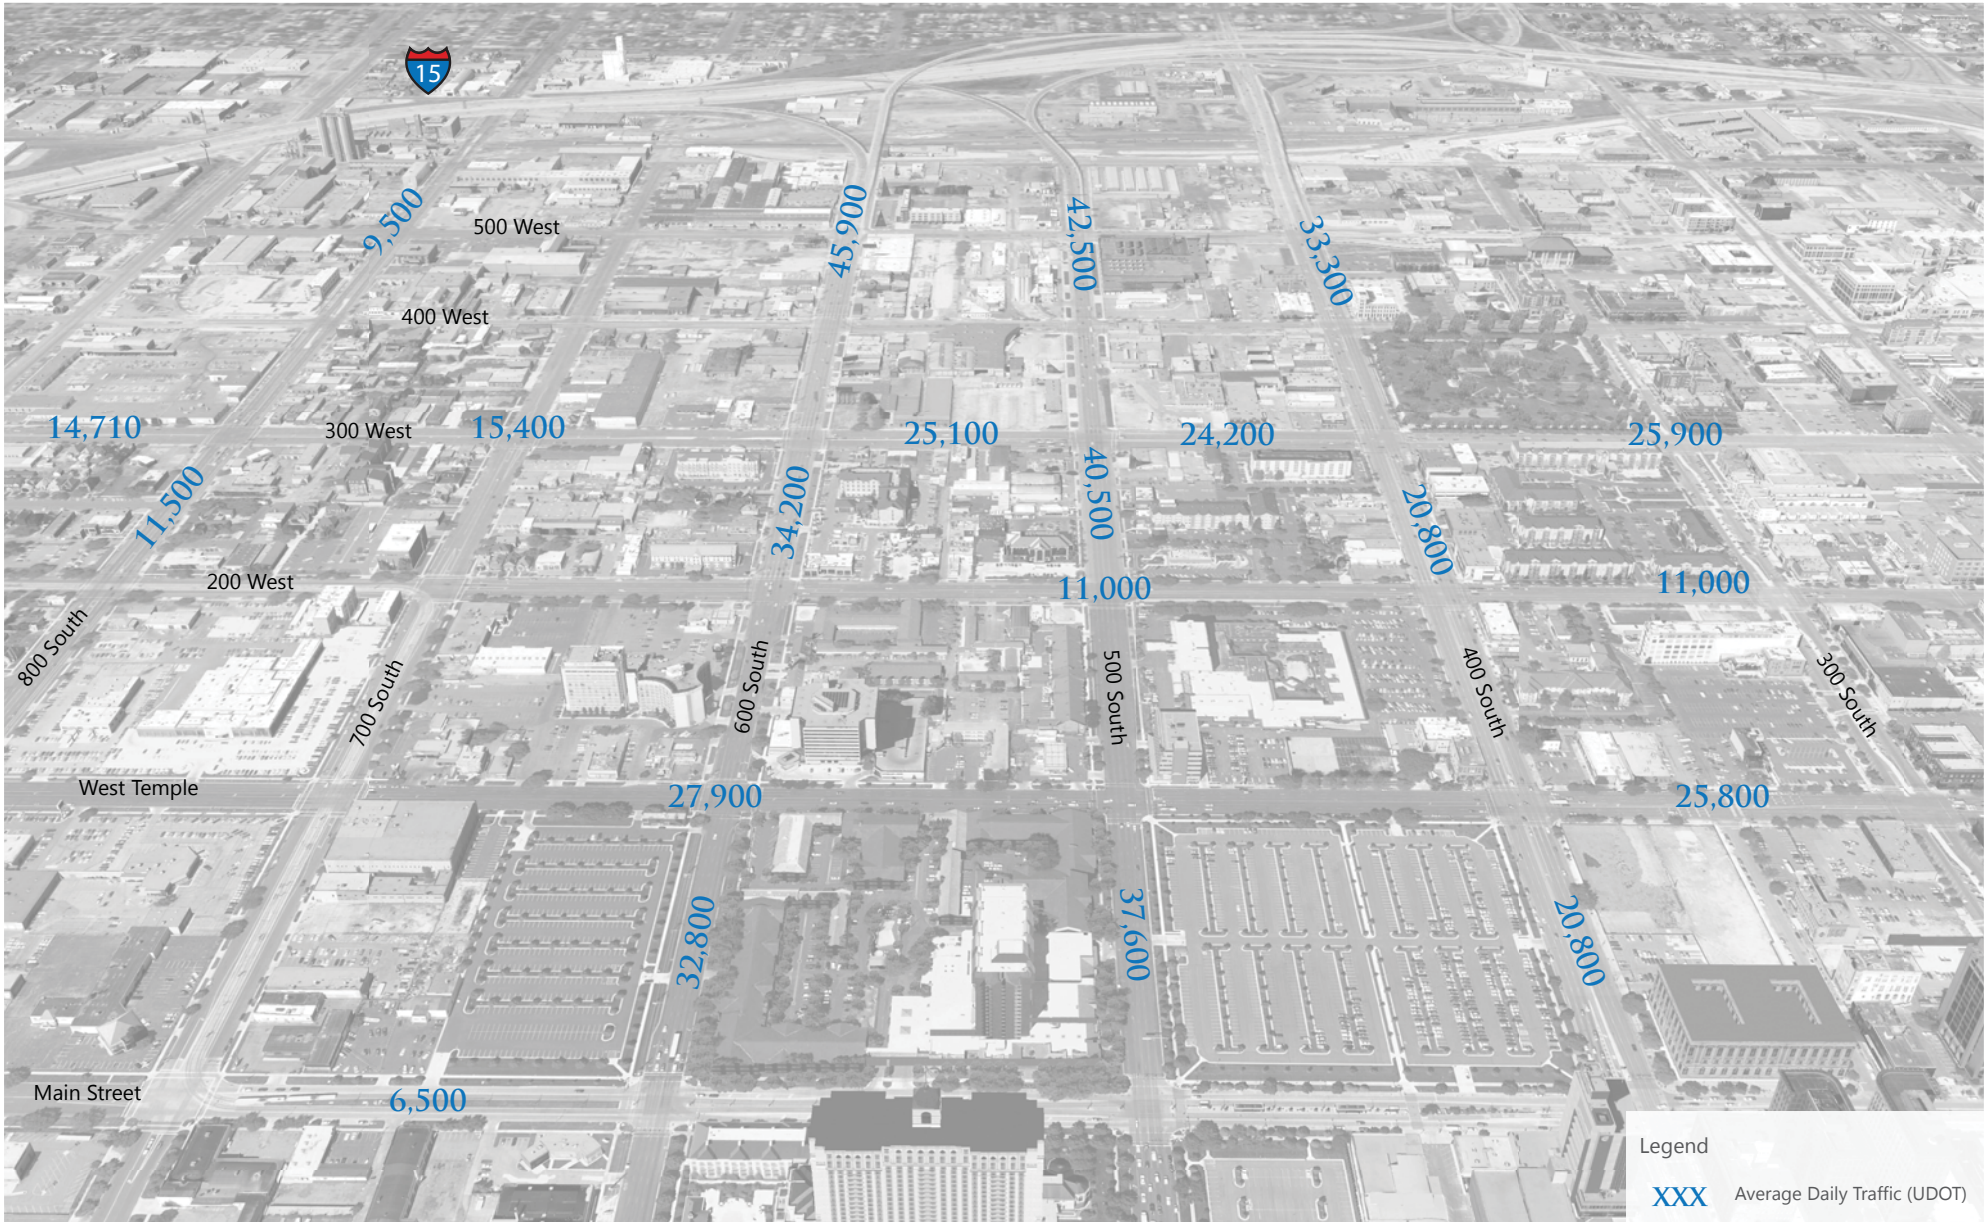 15
9,500
500 West
45,900
42,500
33,300
400 West
14,710
300 West
15,400
25,100
24,200
25,900
11,500
34,200
40,500
20,800
200 West
11,000
11,000
800 South
700 South
600 South
500 South
400 South
300 South
West Temple
27,900
25,800
32,800
37,600
20,800
Main Street
6,500
Legend
XXX Average Daily Traffic (UDOT)